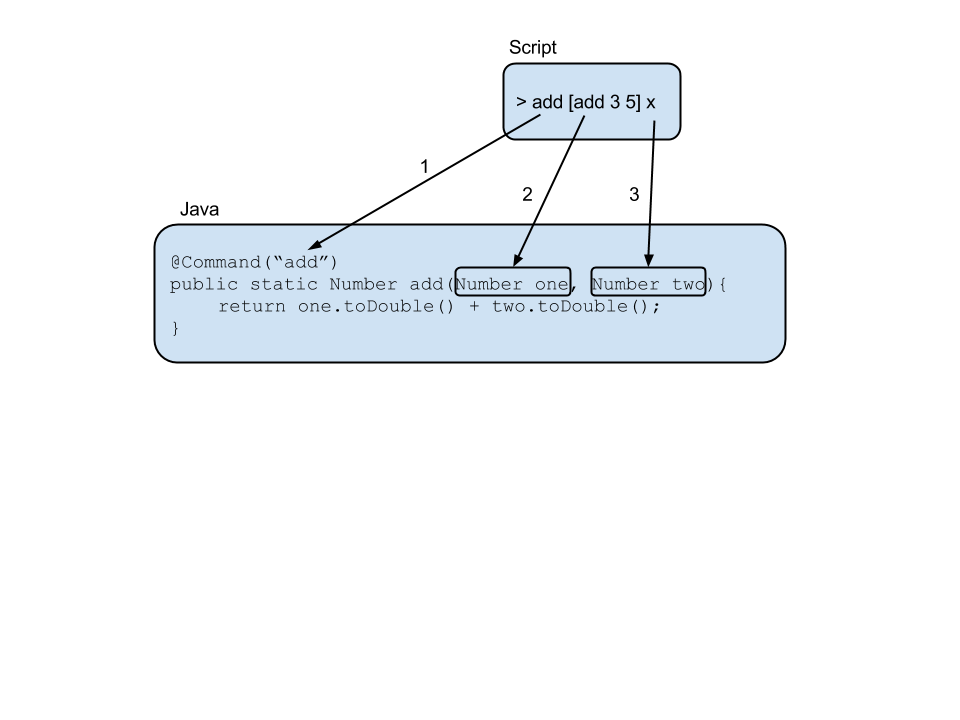 Script
> add [add 3 5] x
1
2
3
Java
@Command(“add”)
public static Number add(Number one, Number two){
return one.toDouble() + two.toDouble();
}